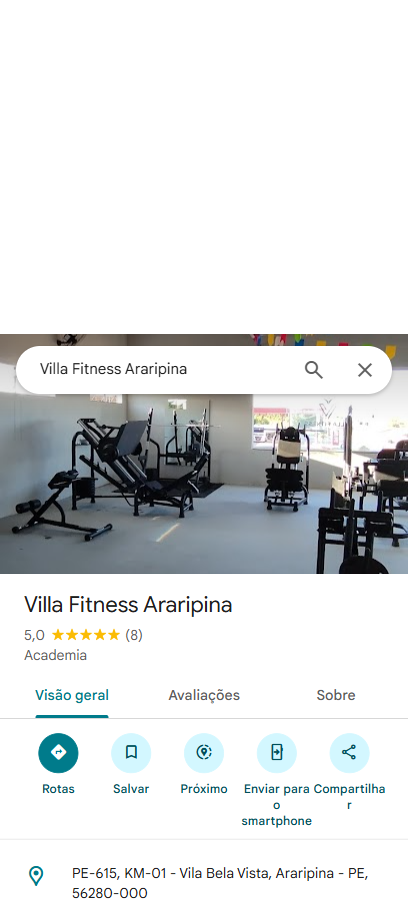 Villa Fitness Araripina
Villa Fitness Araripina
5,0 ★★★★★ (8)
Academia
Visão geral
Avaliações
Sobre
Rotas
Salvar
Próximo
Enviar para
o
smartphone
Compartilha
r
PE-615, KM-01 - Vila Bela Vista, Araripina - PE,
56280-000